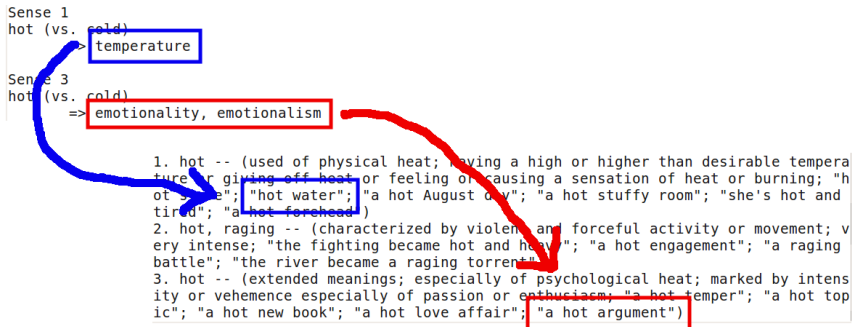 Sense 1
hot (vs. cold)
=> temperature
Sense 3
hot (vs. cold)
=> emotionality, emotionalism
1. hot -- (used of physical heat; having a high or higher than desirable tempera
ture or giving off heat or feeling or causing a sensation of heat or burning; "h
ot stove"; "hot water"; "a hot August day"; "a hot stuffy room"; "she's hot and
tired"; "a hot forehead")
2. hot, raging -- (characterized by violent and forceful activity or movement; v
ery intense; "the fighting became hot and heavy"; "a hot engagement"; "a raging
battle"; "the river became a raging torrent")
3. hot -- (extended meanings; especially of psychological heat; marked by intens
ity or vehemence especially of passion or enthusiasm; "a hot temper"; "a hot top
ic"; "a hot new book"; "a hot love affair"; "a hot argument")